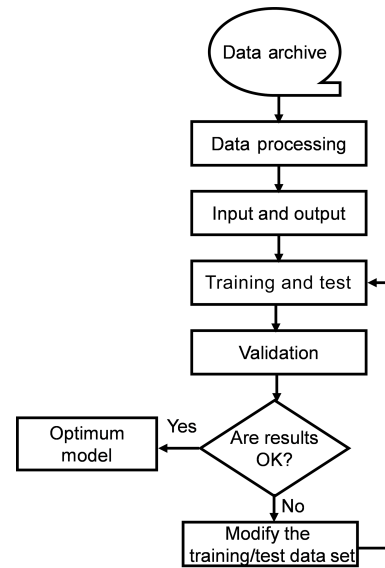 Data archive
Data processing
Input and output
Training and test
Validation
Are results
OK?
Yes
Optimum
model
No
Modify the
training/test data set